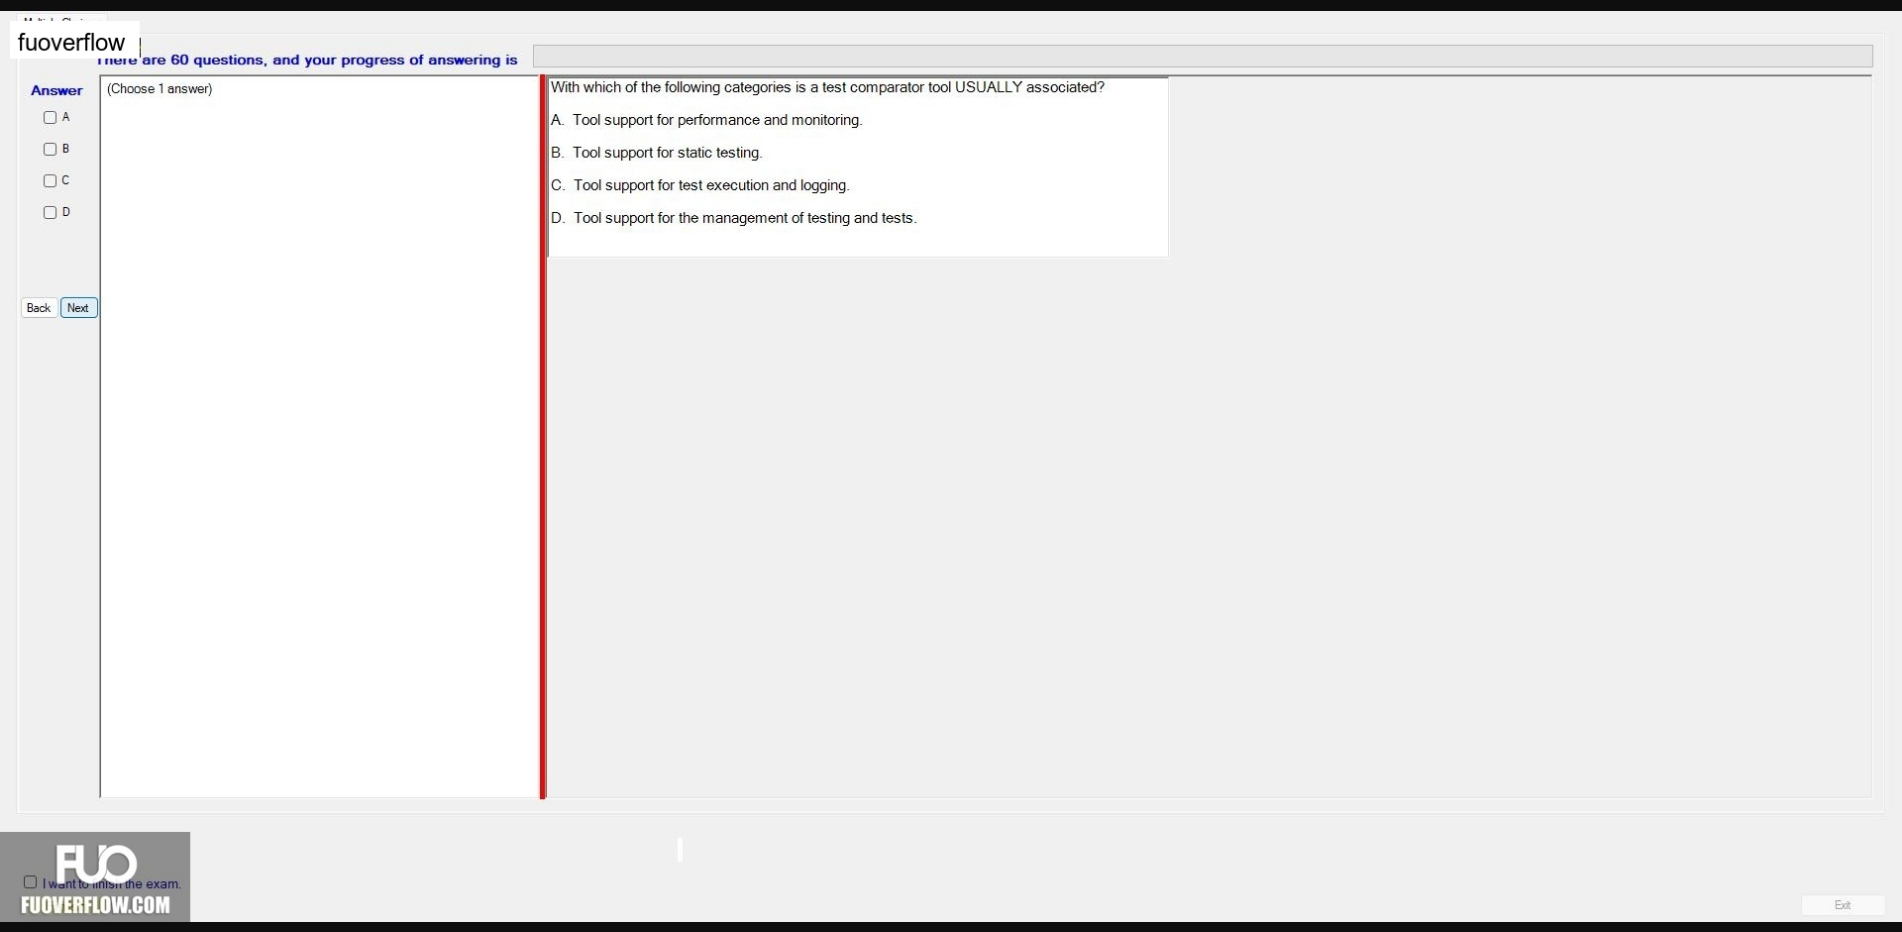 fuoverflow
There are 60 questions, and your progress of answering is
Answer
(Choose 1 answer)
A
B
C
D
Back
Next
With which of the following categories is a test comparator tool USUALLY associated?
A. Tool support for performance and monitoring.
B. Tool support for static testing.
C. Tool support for test execution and logging.
D. Tool support for the management of testing and tests.
FUO
I want to finish the exam.
FUOVERFLOW.COM
Exit